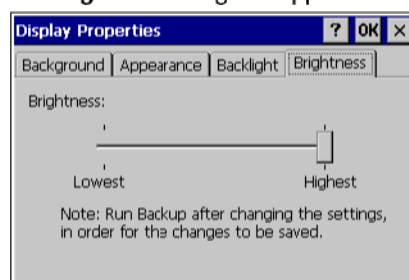 Display Properties ? OK ×
Background Appearance Backlight Brightness
Brightness:
Lowest Highest
Note: Run Backup after changing the settings,
in order for the changes to be saved.